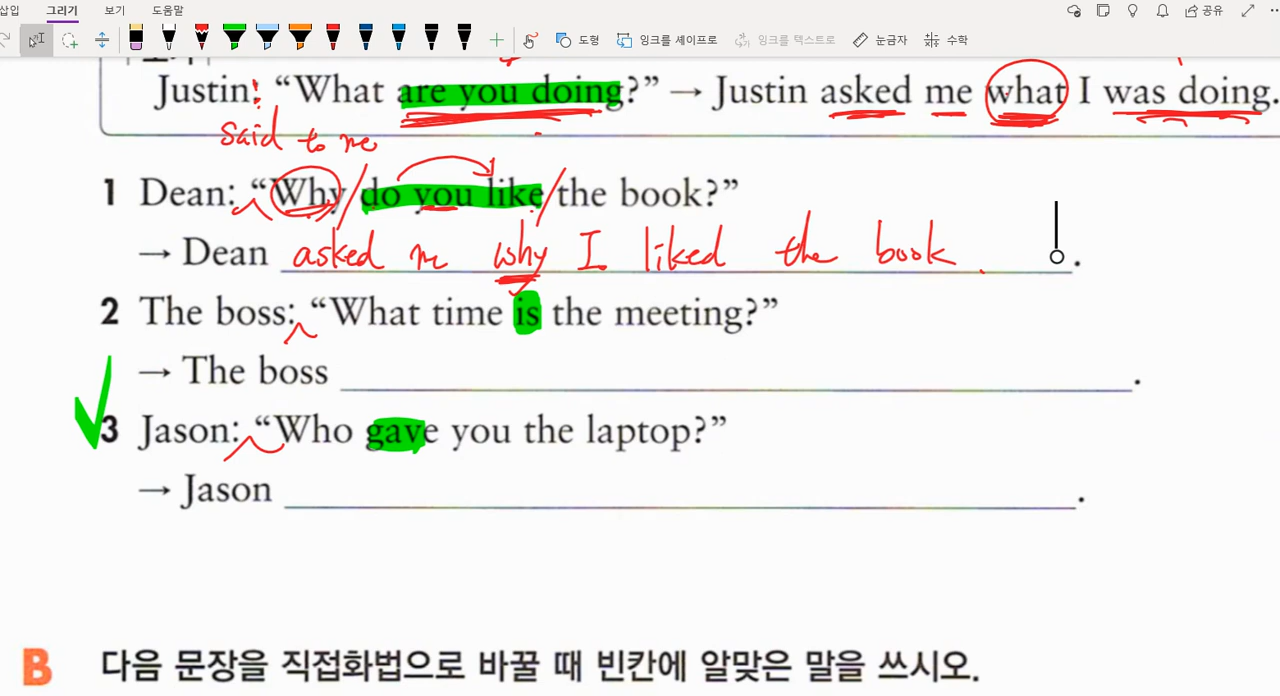 삽입 그리기 보기 도움말 공유
도형 잉크를 셰이프로 잉크를 텍스트로 눈금자 수학
Justin: “What are you doing?” → Justin asked me what I was doing.
said to me
1 Dean: “Why do you like the book?”
→ Dean asked me why I liked the book .
2 The boss: “What time is the meeting?”
→ The boss .
3 Jason: “Who gave you the laptop?”
→ Jason .
B 다음 문장을 직접화법으로 바꿀 때 빈칸에 알맞은 말을 쓰시오.